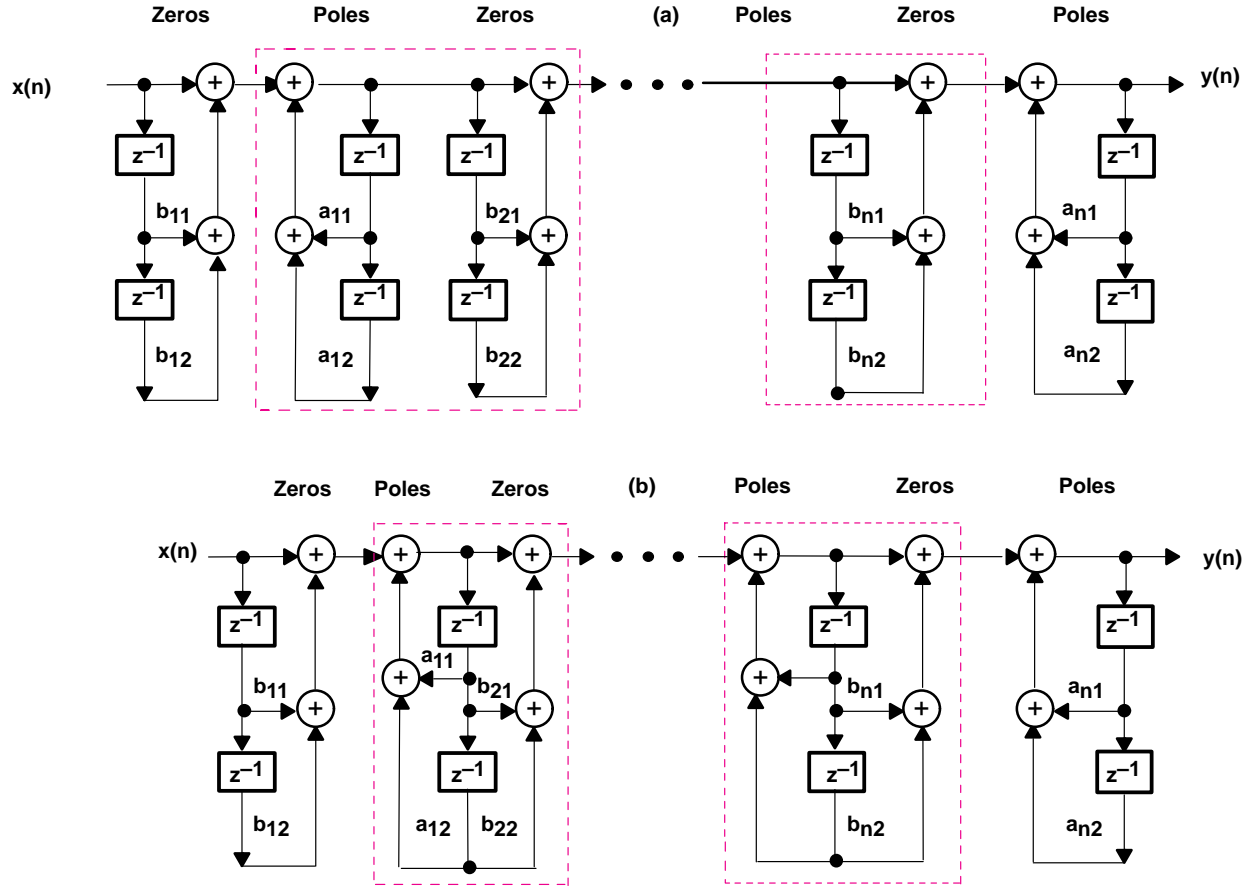 Zeros Poles Zeros (a) Poles Zeros Poles
x(n) + + + + + y(n)
z–1 z–1 z–1 z–1 z–1
b11 a11 b21 bn1 an1
+ + + + +
z–1 z–1 z–1 z–1 z–1
b12 a12 b22 bn2 an2
Zeros Poles Zeros (b) Poles Zeros Poles
x(n) + + + + + + y(n)
z–1 z–1 z–1 z–1
a11
+ +
b11 b21 bn1 an1
+ + + +
z–1 z–1 z–1 z–1
b12 a12 b22 bn2 an2